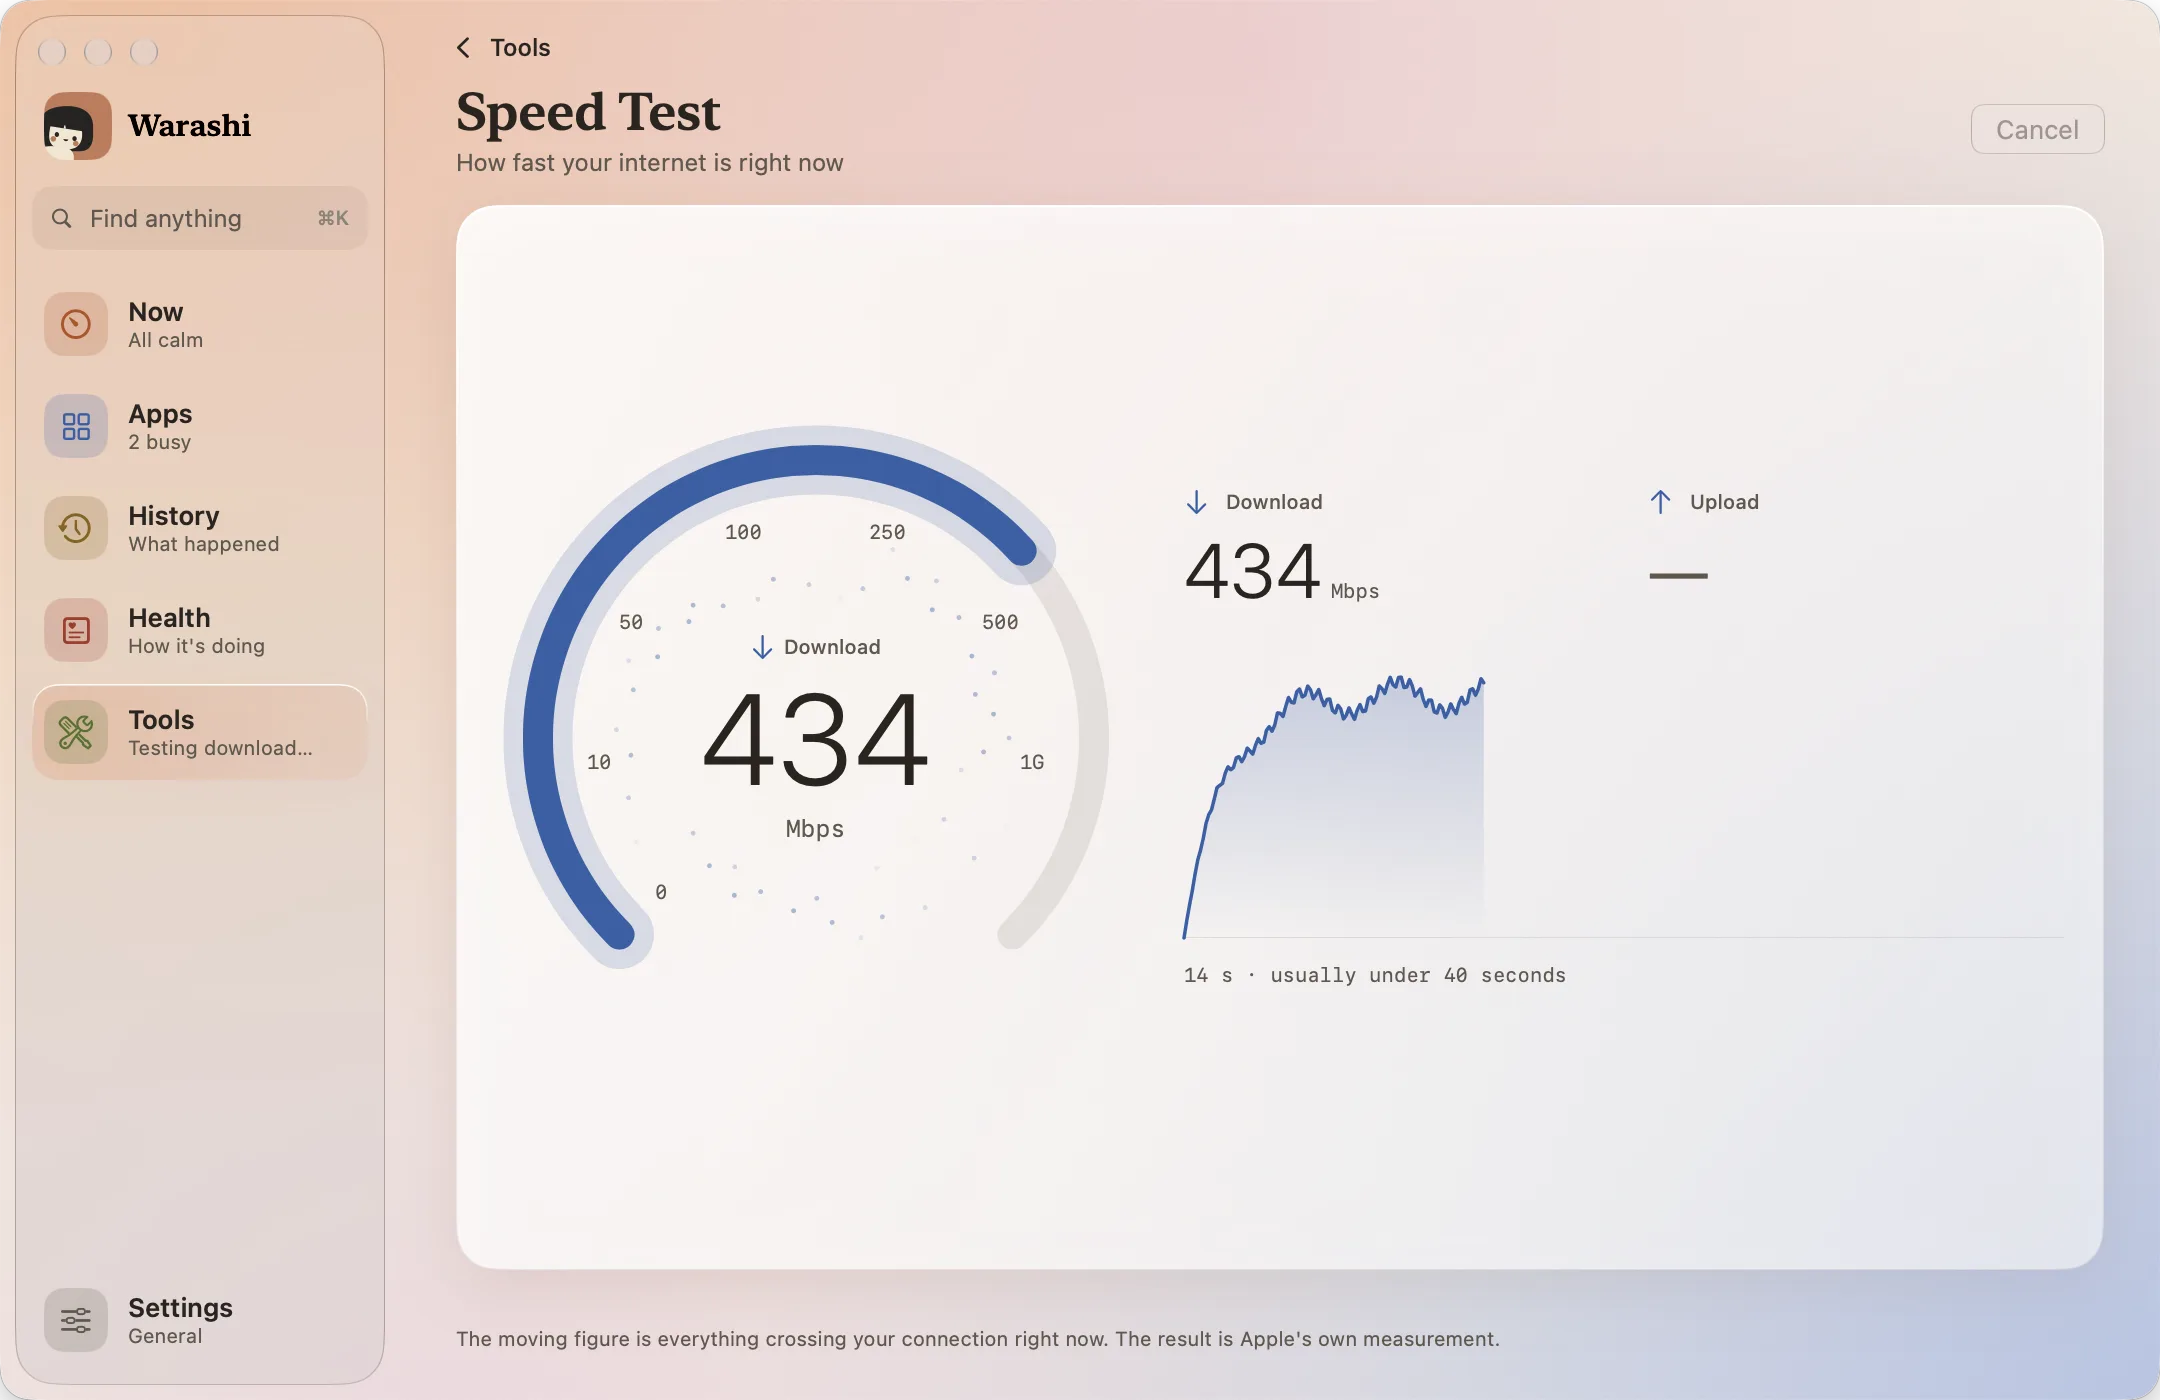 Warashi
Find anything ⌘K
Now
All calm
Apps
2 busy
History
What happened
Health
How it's doing
Tools
Testing download...
Settings
General
Tools
Speed Test
How fast your internet is right now
Cancel
100 250
50 500
10 1G
0
Download
434
Mbps
Download
434 Mbps
Upload
—
14 s · usually under 40 seconds
The moving figure is everything crossing your connection right now. The result is Apple's own measurement.